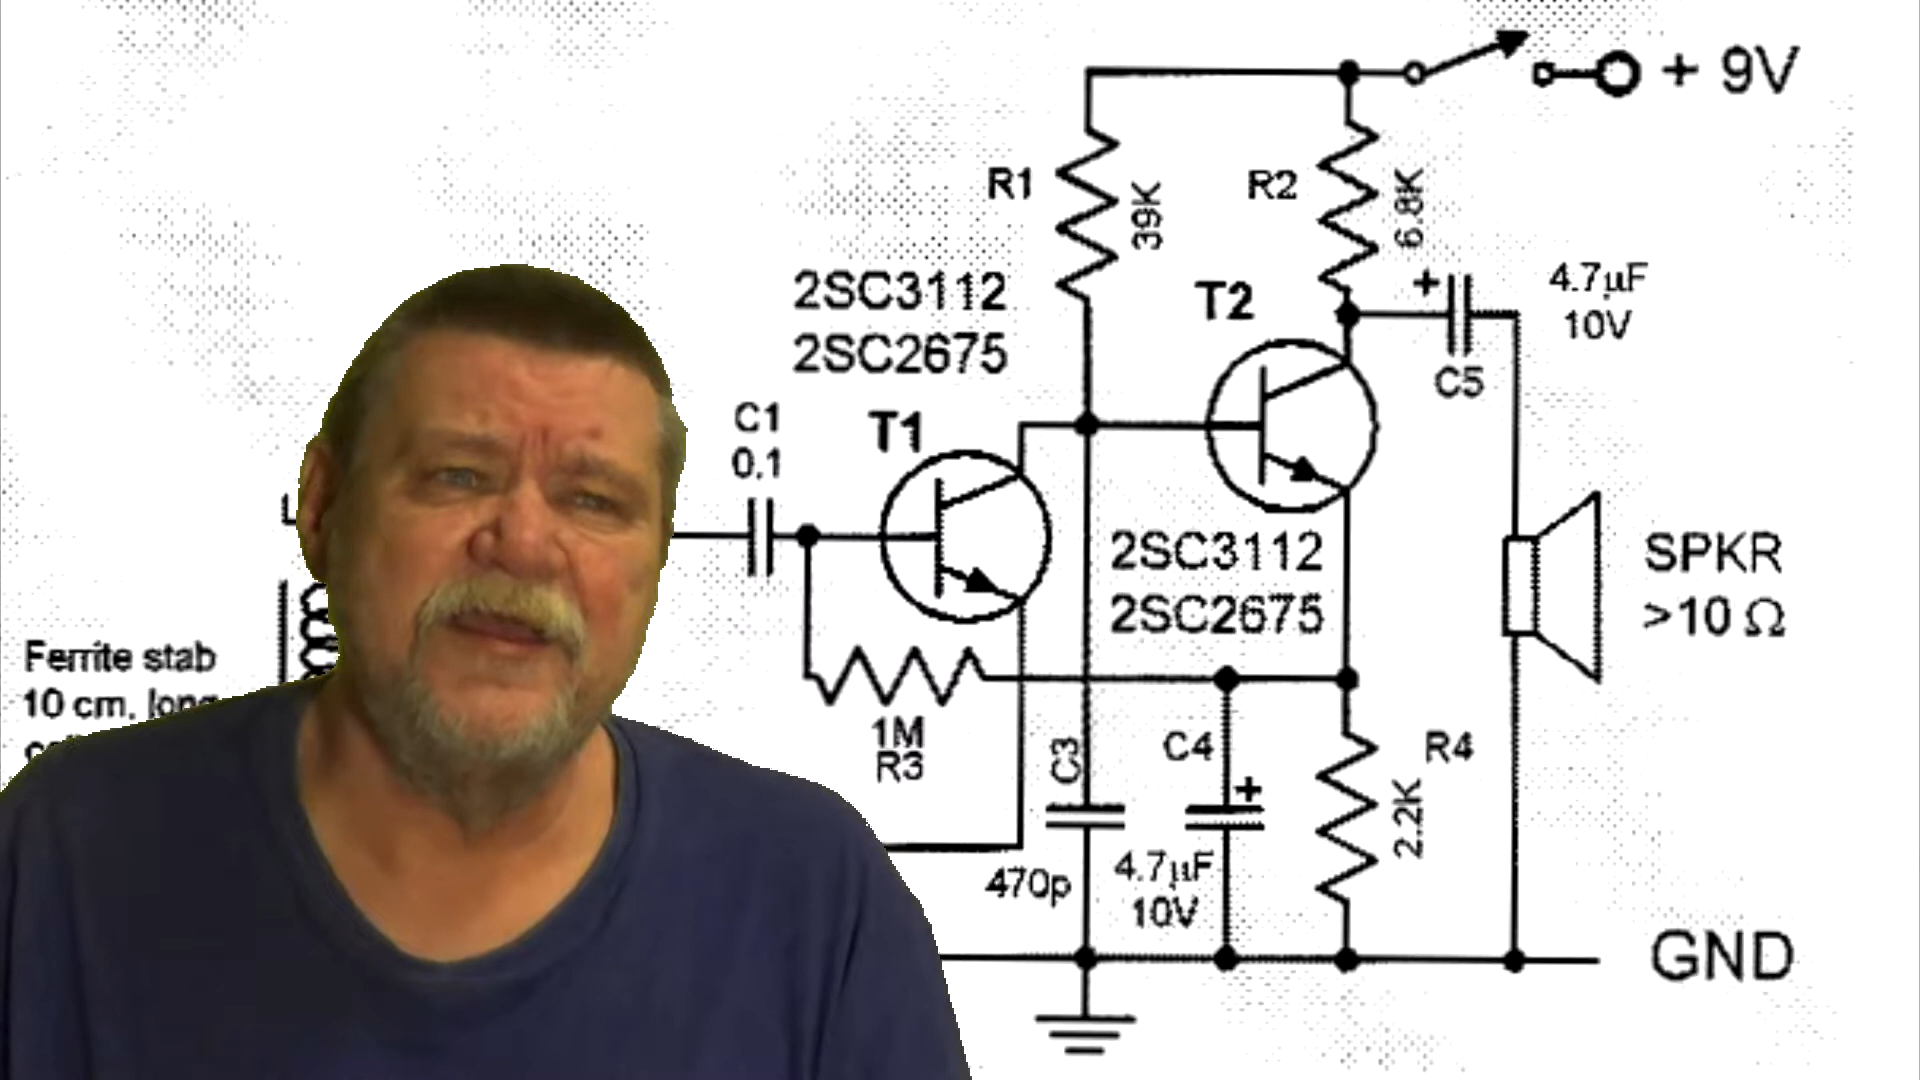 + 9V
R1
39K
R2
6.8K
2SC3112
2SC2675
T2
+
4.7µF
10V
C5
C1
0.1
T1
L
2SC3112
2SC2675
SPKR
>10 Ω
Ferrite stab
10 cm. long
1M
R3
C3
470p
C4
+
4.7µF
10V
R4
2.2K
GND